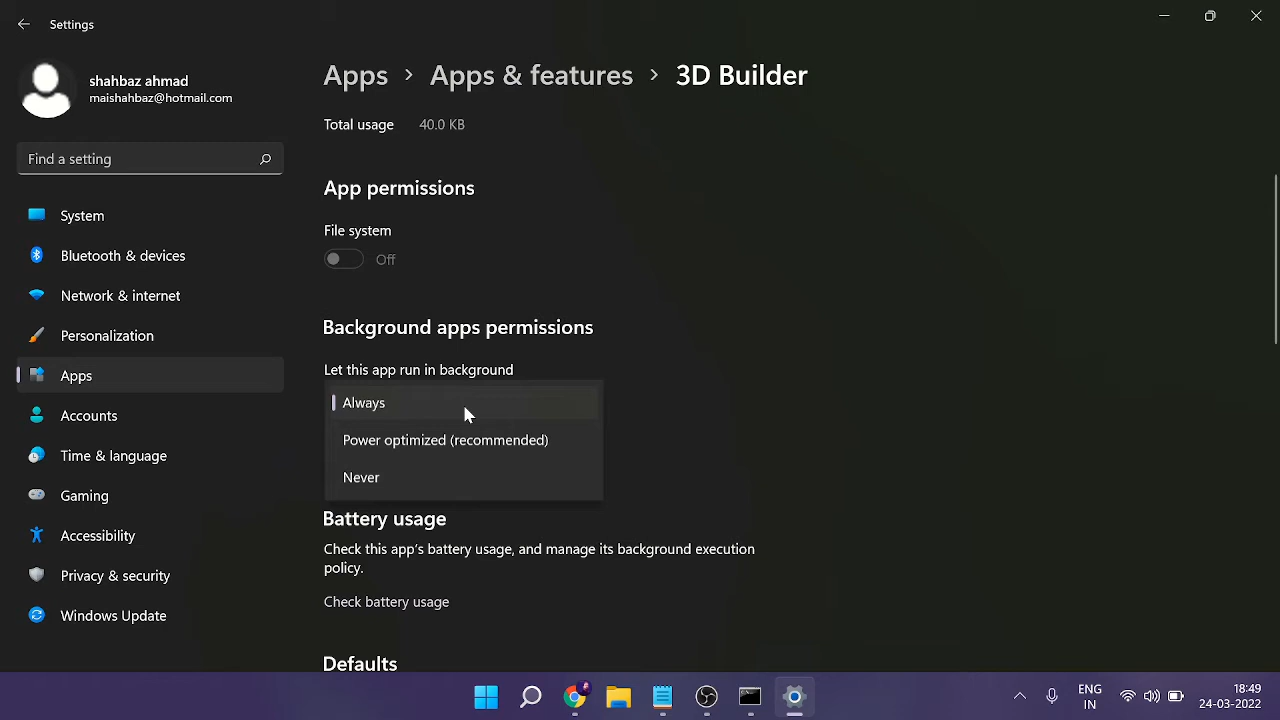 Settings
shahbaz ahmad
maishahbaz@hotmail.com
Find a setting
System
Bluetooth & devices
Network & internet
Personalization
Apps
Accounts
Time & language
Gaming
Accessibility
Privacy & security
Windows Update
Apps > Apps & features > 3D Builder
Total usage 40.0 KB
App permissions
File system
Off
Background apps permissions
Let this app run in background
Always
Power optimized (recommended)
Never
Battery usage
Check this app's battery usage, and manage its background execution
policy.
Check battery usage
Defaults
ENG
IN
18:49
24-03-2022